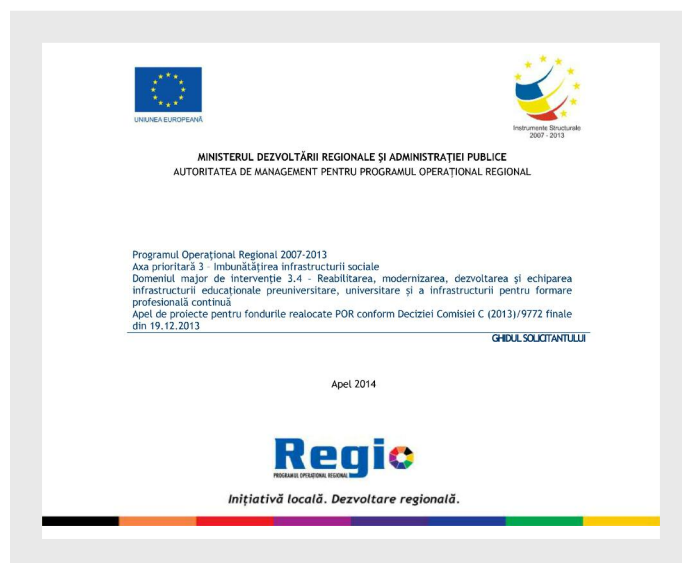 UNIUNEA EUROPEANĂ
Instrumente Structurale
2007 - 2013
MINISTERUL DEZVOLTĂRII REGIONALE ŞI ADMINISTRAŢIEI PUBLICE
AUTORITATEA DE MANAGEMENT PENTRU PROGRAMUL OPERAŢIONAL REGIONAL
Programul Operaţional Regional 2007-2013
Axa prioritară 3 – Imbunătăţirea infrastructurii sociale
Domeniul major de intervenţie 3.4 - Reabilitarea, modernizarea, dezvoltarea şi echiparea
infrastructurii educaţionale preuniversitare, universitare şi a infrastructurii pentru formare
profesională continuă
Apel de proiecte pentru fondurile realocate POR conform Deciziei Comisiei C (2013)/9772 finale
din 19.12.2013
GHIDUL SOLICITANTULUI
Apel 2014
Regio
PROGRAMUL OPERAŢIONAL REGIONAL
Iniţiativă locală. Dezvoltare regională.